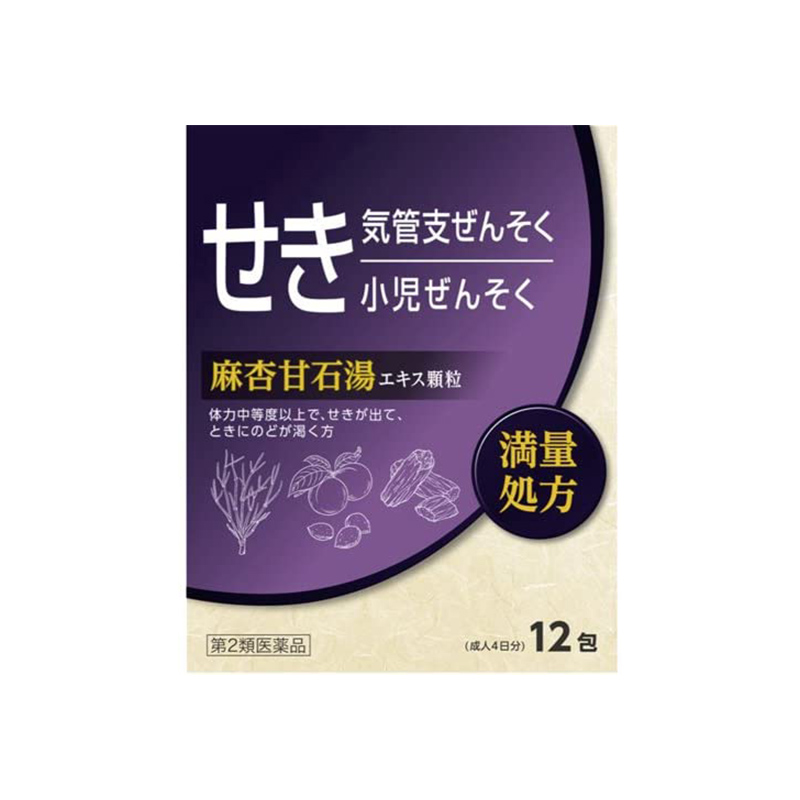 せき
気管支ぜんそく
小児ぜんそく
麻杏甘石湯エキス顆粒
体力中等度以上で、せきが出て、
ときにのどが渇く方
満量
処方
第2類医薬品
(成人4日分) 12包